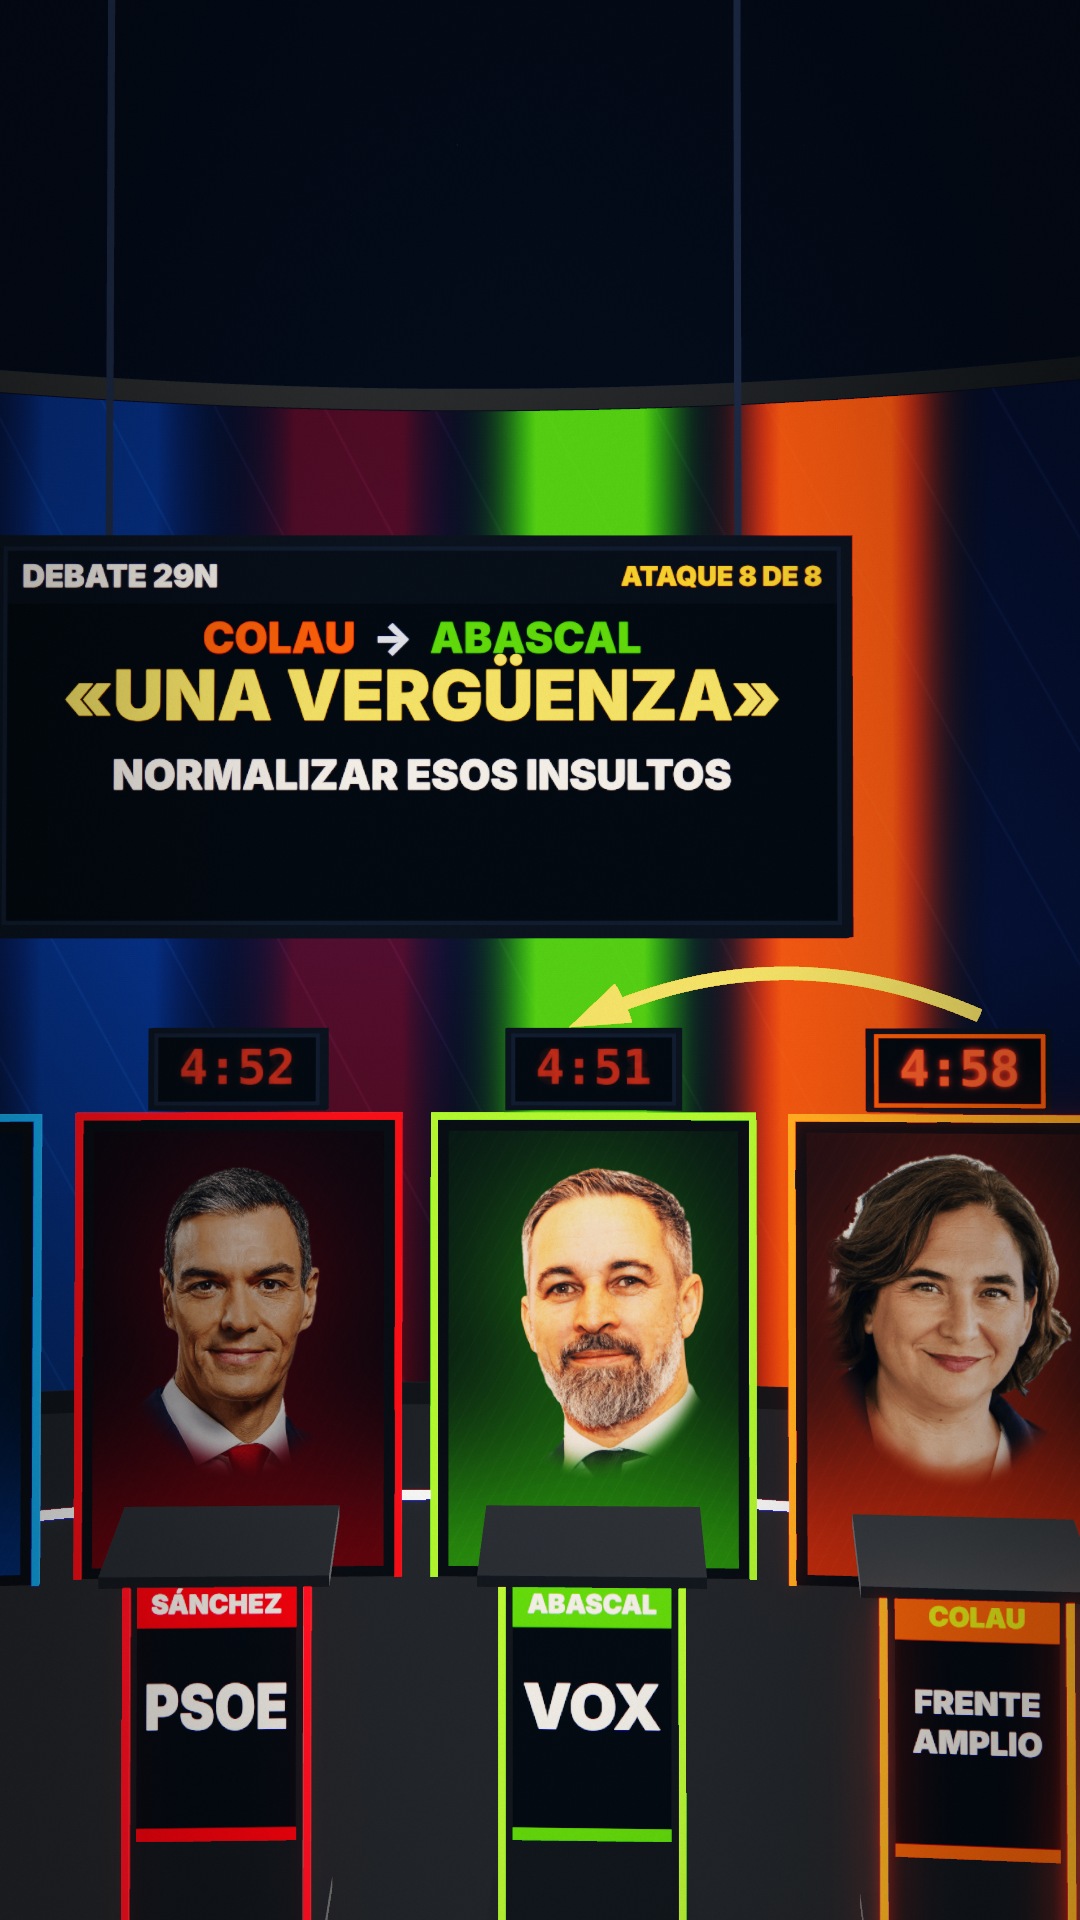 DEBATE 29N
ATAQUE 8 DE 8
COLAU → ABASCAL
«UNA VERGÜENZA»
NORMALIZAR ESOS INSULTOS
4:52
4:51
4:58
SÁNCHEZ
PSOE
ABASCAL
VOX
COLAU
FRENTE
AMPLIO